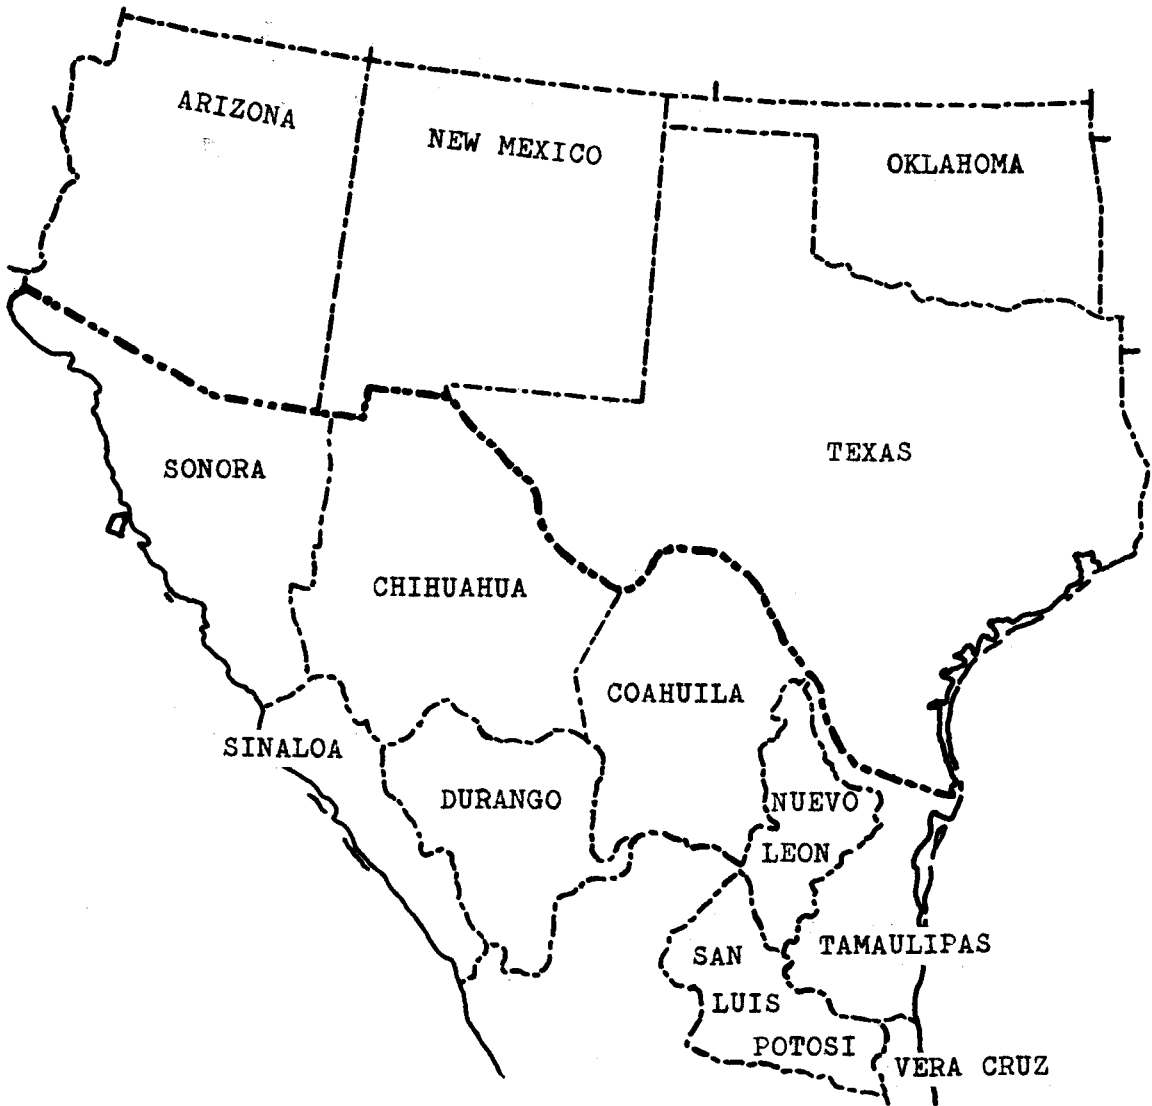 ARIZONA
NEW MEXICO
OKLAHOMA
TEXAS
SONORA
CHIHUAHUA
COAHUILA
SINALOA
DURANGO
NUEVO
LEON
TAMAULIPAS
SAN
LUIS
POTOSI
VERA CRUZ